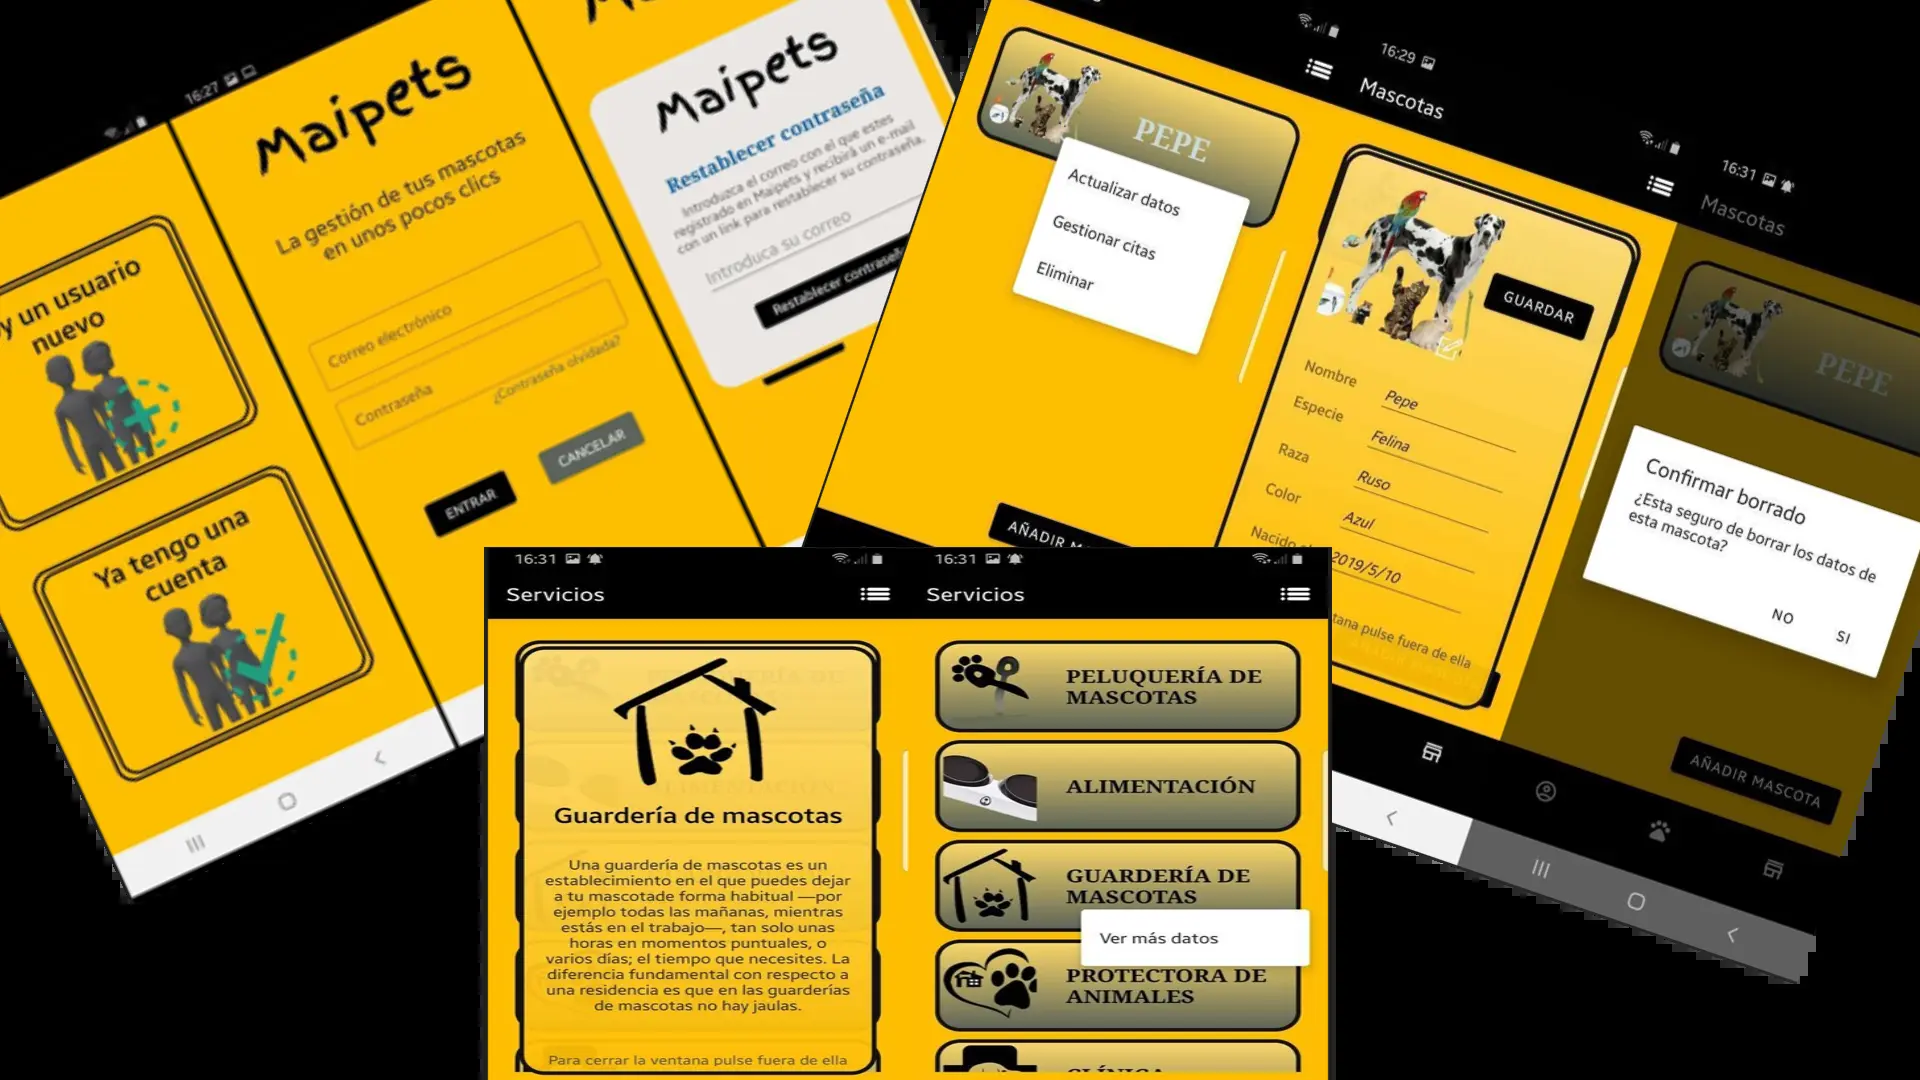 16:27
y un usuario
nuevo
Ya tengo una
cuenta
Maipets
La gestión de tus mascotas
en unos pocos clics
Correo electrónico
Contraseña
¿Contraseña olvidada?
ENTRAR
CANCELAR
Maipets
Restablecer contraseña
Introduzca el correo con el que estes
registrado en Maipets y recibirá un e-mail
con un link para restablecer su contraseña.
Introduca su correo
Restablecer contraseñ
PEPE
Actualizar datos
Gestionar citas
Eliminar
AÑADIR M
16:29
Mascotas
GUARDAR
Nombre Pepe
Especie Felina
Raza Ruso
Color Azul
Nacido 2019/5/10
tana pulse fuera de ella
16:31
Mascotas
PEPE
Confirmar borrado
¿Esta seguro de borrar los datos de
esta mascota?
NO SI
AÑADIR MASCOTA
16:31
Servicios
Guardería de mascotas
Una guardería de mascotas es un
establecimiento en el que puedes dejar
a tu mascotade forma habitual —por
ejemplo todas las mañanas, mientras
estás en el trabajo—, tan solo unas
horas en momentos puntuales, o
varios días; el tiempo que necesites. La
diferencia fundamental con respecto a
una residencia es que en las guarderías
de mascotas no hay jaulas.
Para cerrar la ventana pulse fuera de ella
16:31
Servicios
PELUQUERÍA DE
MASCOTAS
ALIMENTACIÓN
GUARDERÍA DE
MASCOTAS
Ver más datos
PROTECTORA DE
ANIMALES
CLÍNICA